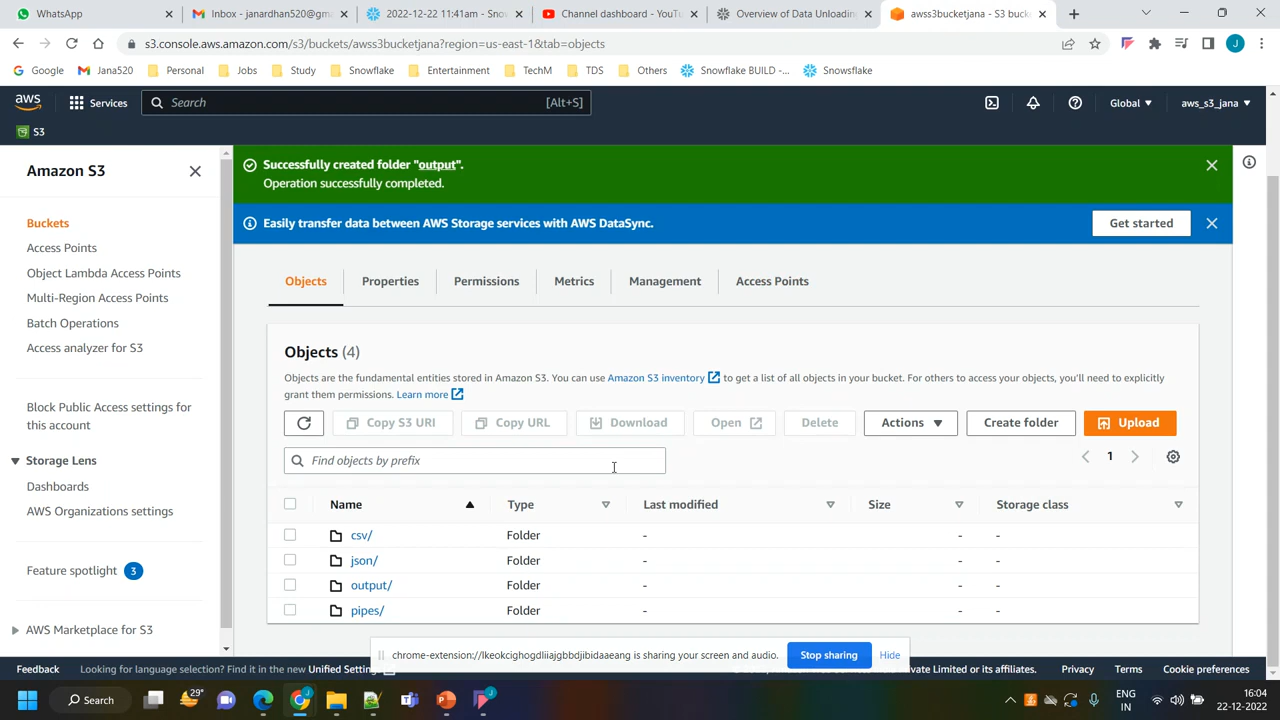 WhatsApp
Inbox - janardhan520@gm
2022-12-22 11:41am - Snov
Channel dashboard - YouTu
Overview of Data Unloading
awss3bucketjana - S3 buck
s3.console.aws.amazon.com/s3/buckets/awss3bucketjana?region=us-east-1&tab=objects
Google
Jana520
Personal
Jobs
Study
Snowflake
Entertainment
TechM
TDS
Others
Snowflake BUILD -...
Snowsflake
aws
Services
Search
[Alt+S]
Global
aws_s3_jana
S3
Amazon S3
Buckets
Access Points
Object Lambda Access Points
Multi-Region Access Points
Batch Operations
Access analyzer for S3
Block Public Access settings for
this account
Storage Lens
Dashboards
AWS Organizations settings
Feature spotlight 3
AWS Marketplace for S3
Successfully created folder "output".
Operation successfully completed.
Easily transfer data between AWS Storage services with AWS DataSync.
Get started
Objects
Properties
Permissions
Metrics
Management
Access Points
Objects (4)
Objects are the fundamental entities stored in Amazon S3. You can use Amazon S3 inventory to get a list of all objects in your bucket. For others to access your objects, you'll need to explicitly
grant them permissions. Learn more
Copy S3 URI
Copy URL
Download
Open
Delete
Actions
Create folder
Upload
Find objects by prefix
1
Name Type Last modified Size Storage class
csv/ Folder - - -
json/ Folder - - -
output/ Folder - - -
pipes/ Folder - - -
chrome-extension://lkeokcighogdliiajgbbdjibidaaeang is sharing your screen and audio.
Stop sharing
Hide
Feedback
Looking for language selection? Find it in the new Unified Settin
or its affiliates.
Privacy
Terms
Cookie preferences
Search
29°
ENG
IN
16:04
22-12-2022